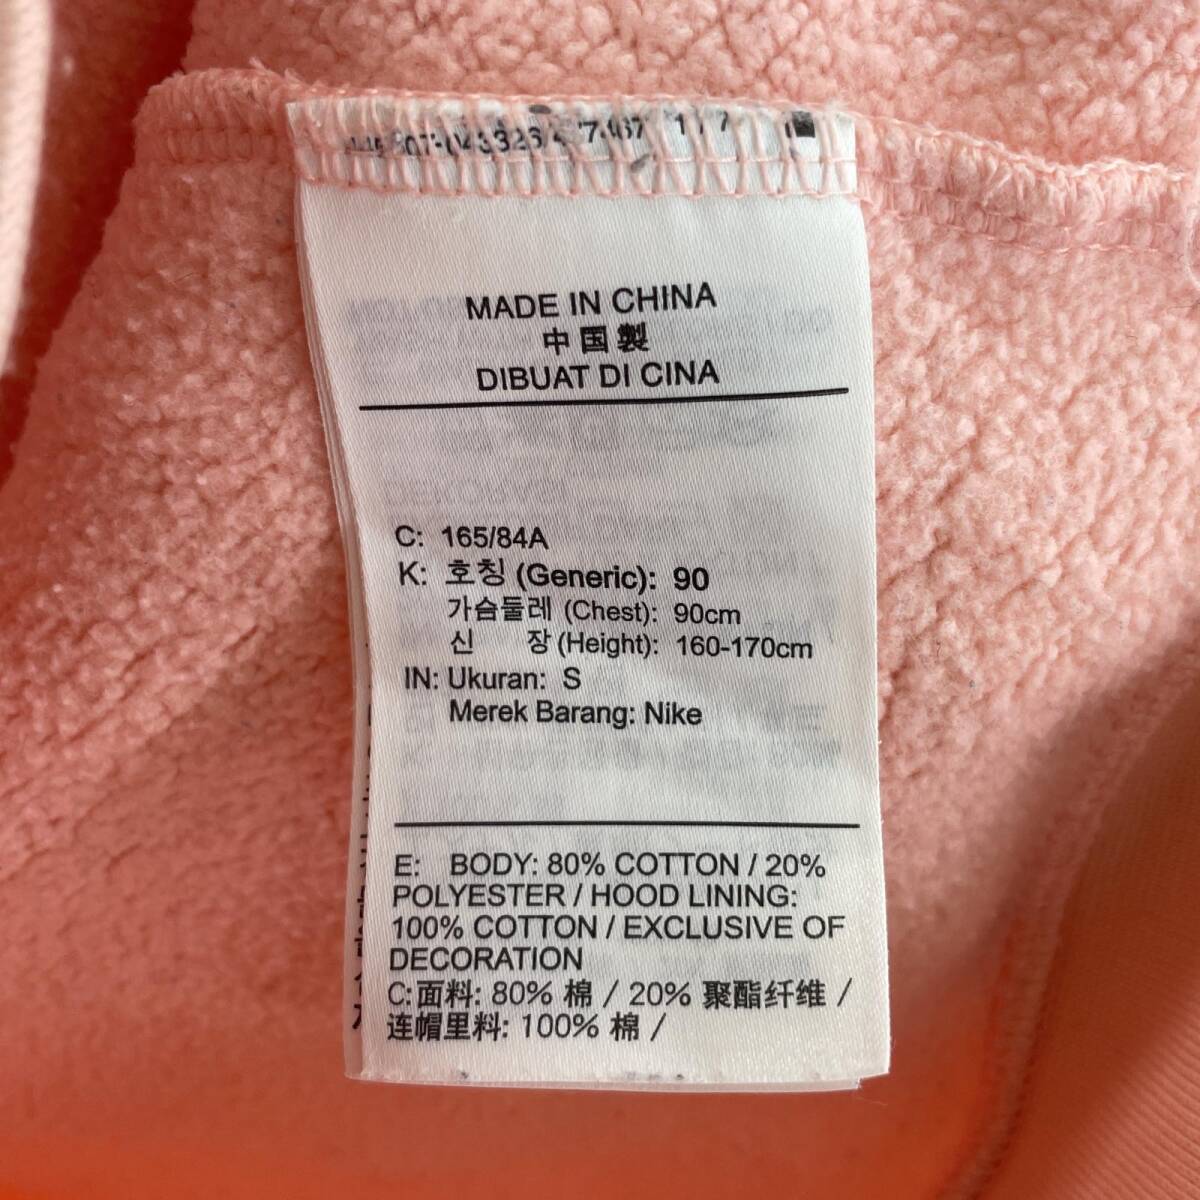 MADE IN CHINA
中国製
DIBUAT DI CINA
C: 165/84A
K: 호칭 (Generic): 90
가슴둘레 (Chest): 90cm
신 장 (Height): 160-170cm
IN: Ukuran: S
Merek Barang: Nike
E: BODY: 80% COTTON / 20%
POLYESTER / HOOD LINING:
100% COTTON / EXCLUSIVE OF
DECORATION
C: 面料: 80% 棉 / 20% 聚酯纤维 /
连帽里料: 100% 棉 /